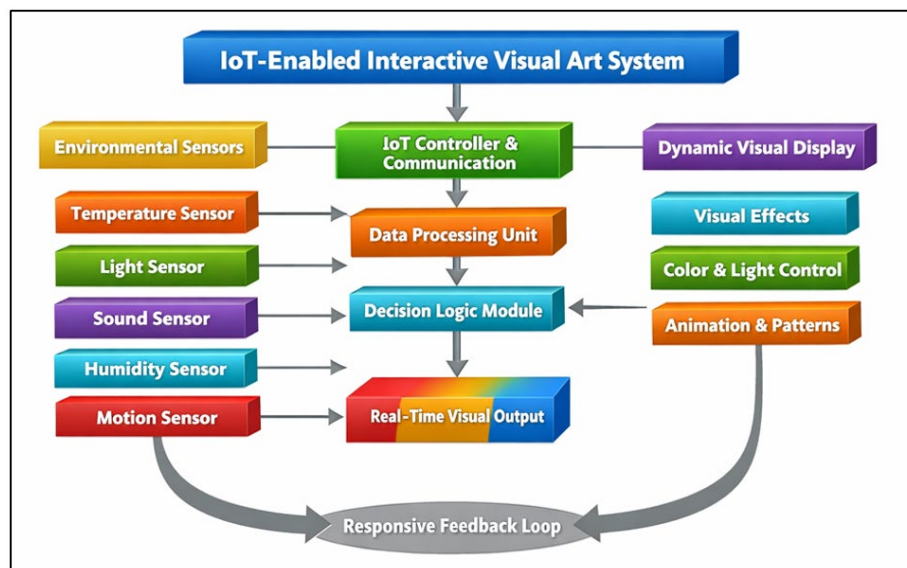 IoT-Enabled Interactive Visual Art System
Environmental Sensors
IoT Controller &
Communication
Dynamic Visual Display
Temperature Sensor
Light Sensor
Sound Sensor
Humidity Sensor
Motion Sensor
Data Processing Unit
Decision Logic Module
Real-Time Visual Output
Visual Effects
Color & Light Control
Animation & Patterns
Responsive Feedback Loop